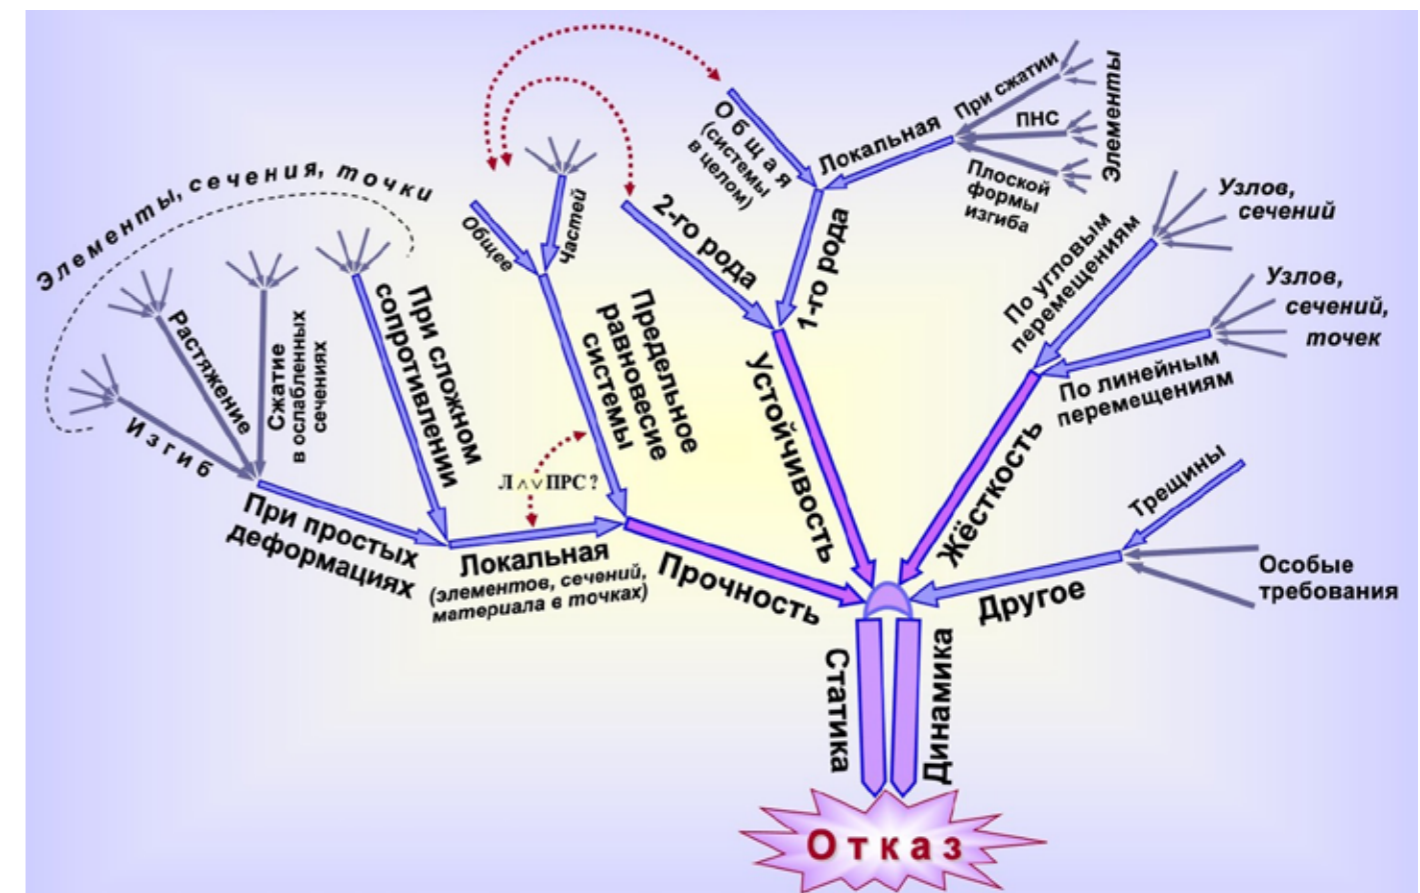 Элементы, сечения, точки
Изгиб
Растяжение
Сжатие
в ослабленных
сечениях
При сложном
сопротивлении
При простых
деформациях
Локальная
(элементов, сечений,
материала в точках)
Л ∧∨ ПРС ?
Общее
Частей
Предельное
равновесие
системы
Прочность
Общая
(системы
в целом)
2-го рода
1-го рода
Локальная
При сжатии
ПНС
Плоской
формы
изгиба
Элементы
Устойчивость
По угловым
перемещениям
Узлов,
сечений
По линейным
перемещениям
Узлов,
сечений,
точек
Жёсткость
Трещины
Особые
требования
Другое
Статика
Динамика
Отказ